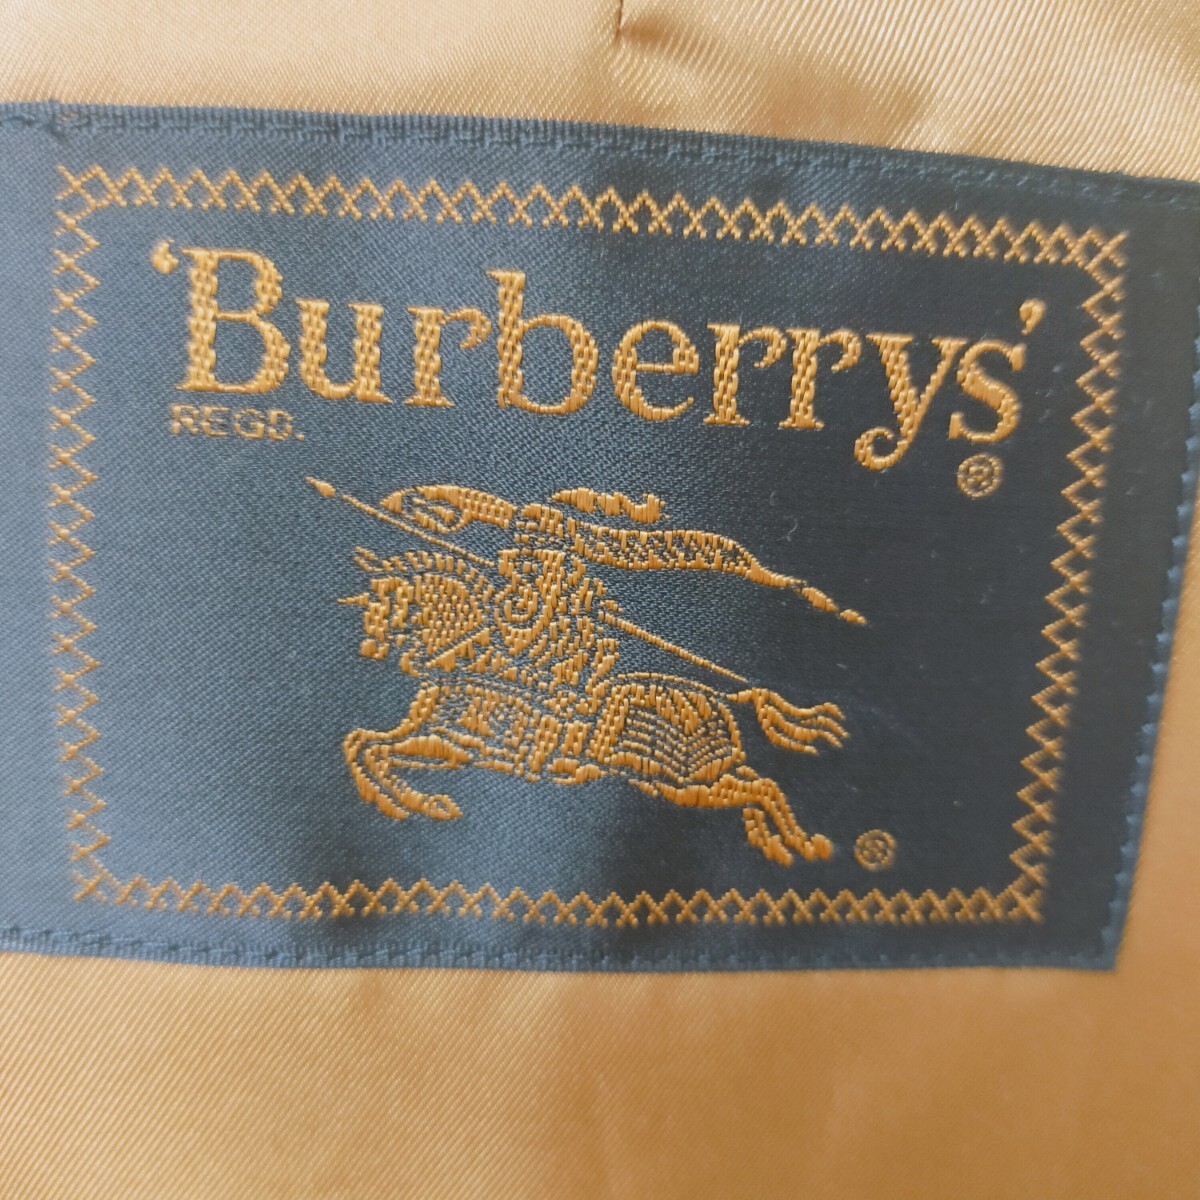 ‘Burberrys’
REGD.
®
®